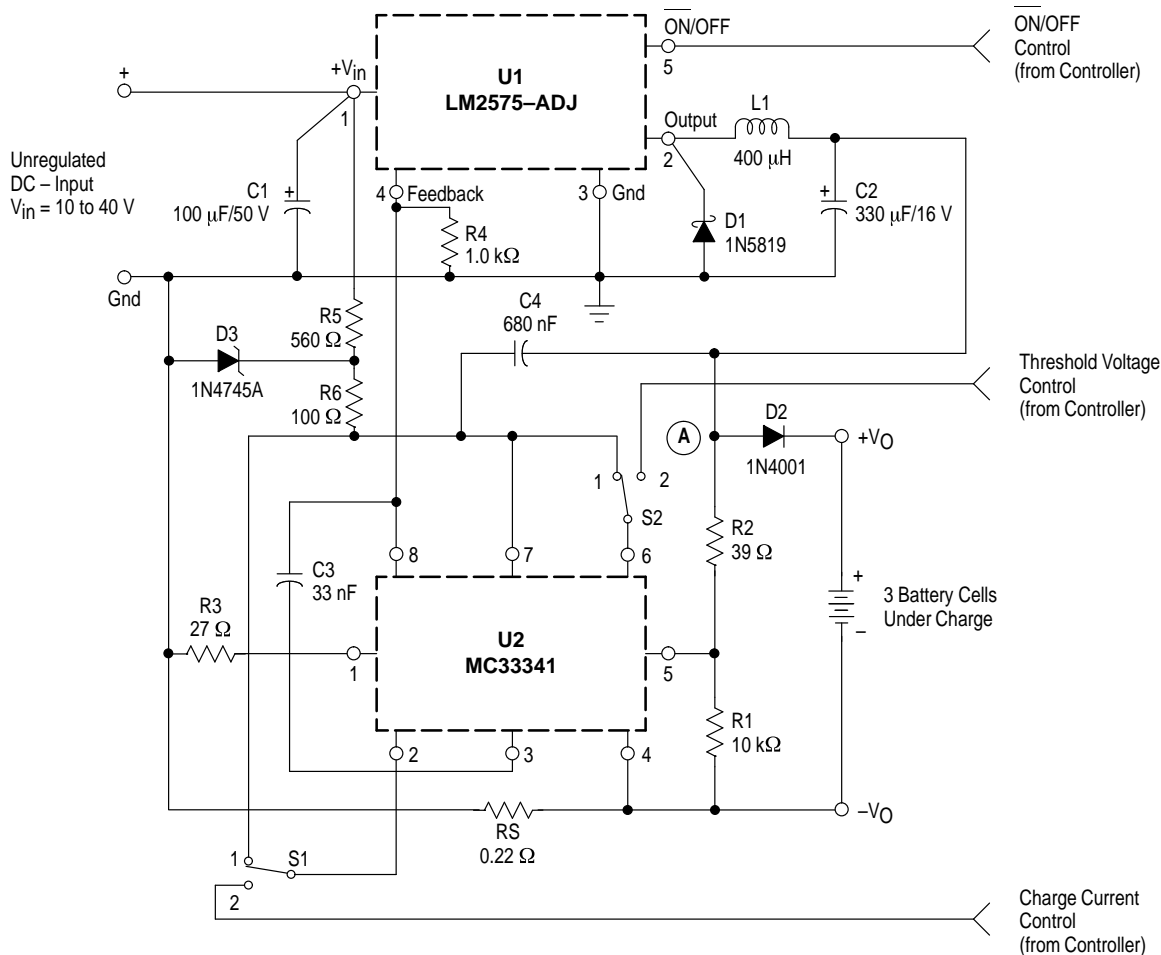 ON/OFF
5
ON/OFF
Control
(from Controller)
+
+Vin
1
U1
LM2575–ADJ
Output
2
L1
400 μH
Unregulated
DC – Input
Vin = 10 to 40 V
C1
100 μF/50 V
+
4
Feedback
3
Gnd
R4
1.0 kΩ
D1
1N5819
+
C2
330 μF/16 V
Gnd
R5
560 Ω
C4
680 nF
D3
1N4745A
R6
100 Ω
Threshold Voltage
Control
(from Controller)
A
D2
1N4001
+VO
1
2
S2
R2
39 Ω
8
7
6
C3
33 nF
+
–
3 Battery Cells
Under Charge
R3
27 Ω
1
U2
MC33341
5
R1
10 kΩ
2
3
4
–VO
RS
0.22 Ω
1
S1
2
Charge Current
Control
(from Controller)